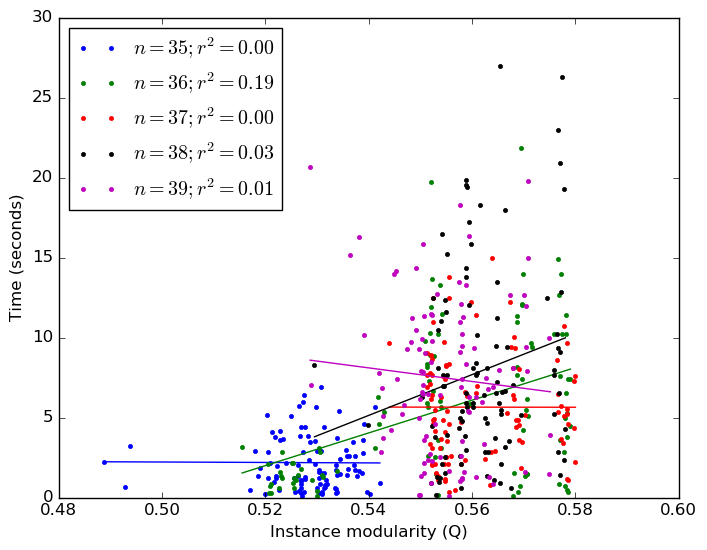 30
25
20
15
10
5
0
Time (seconds)
n = 35; r² = 0.00
n = 36; r² = 0.19
n = 37; r² = 0.00
n = 38; r² = 0.03
n = 39; r² = 0.01
0.48 0.50 0.52 0.54 0.56 0.58 0.60
Instance modularity (Q)